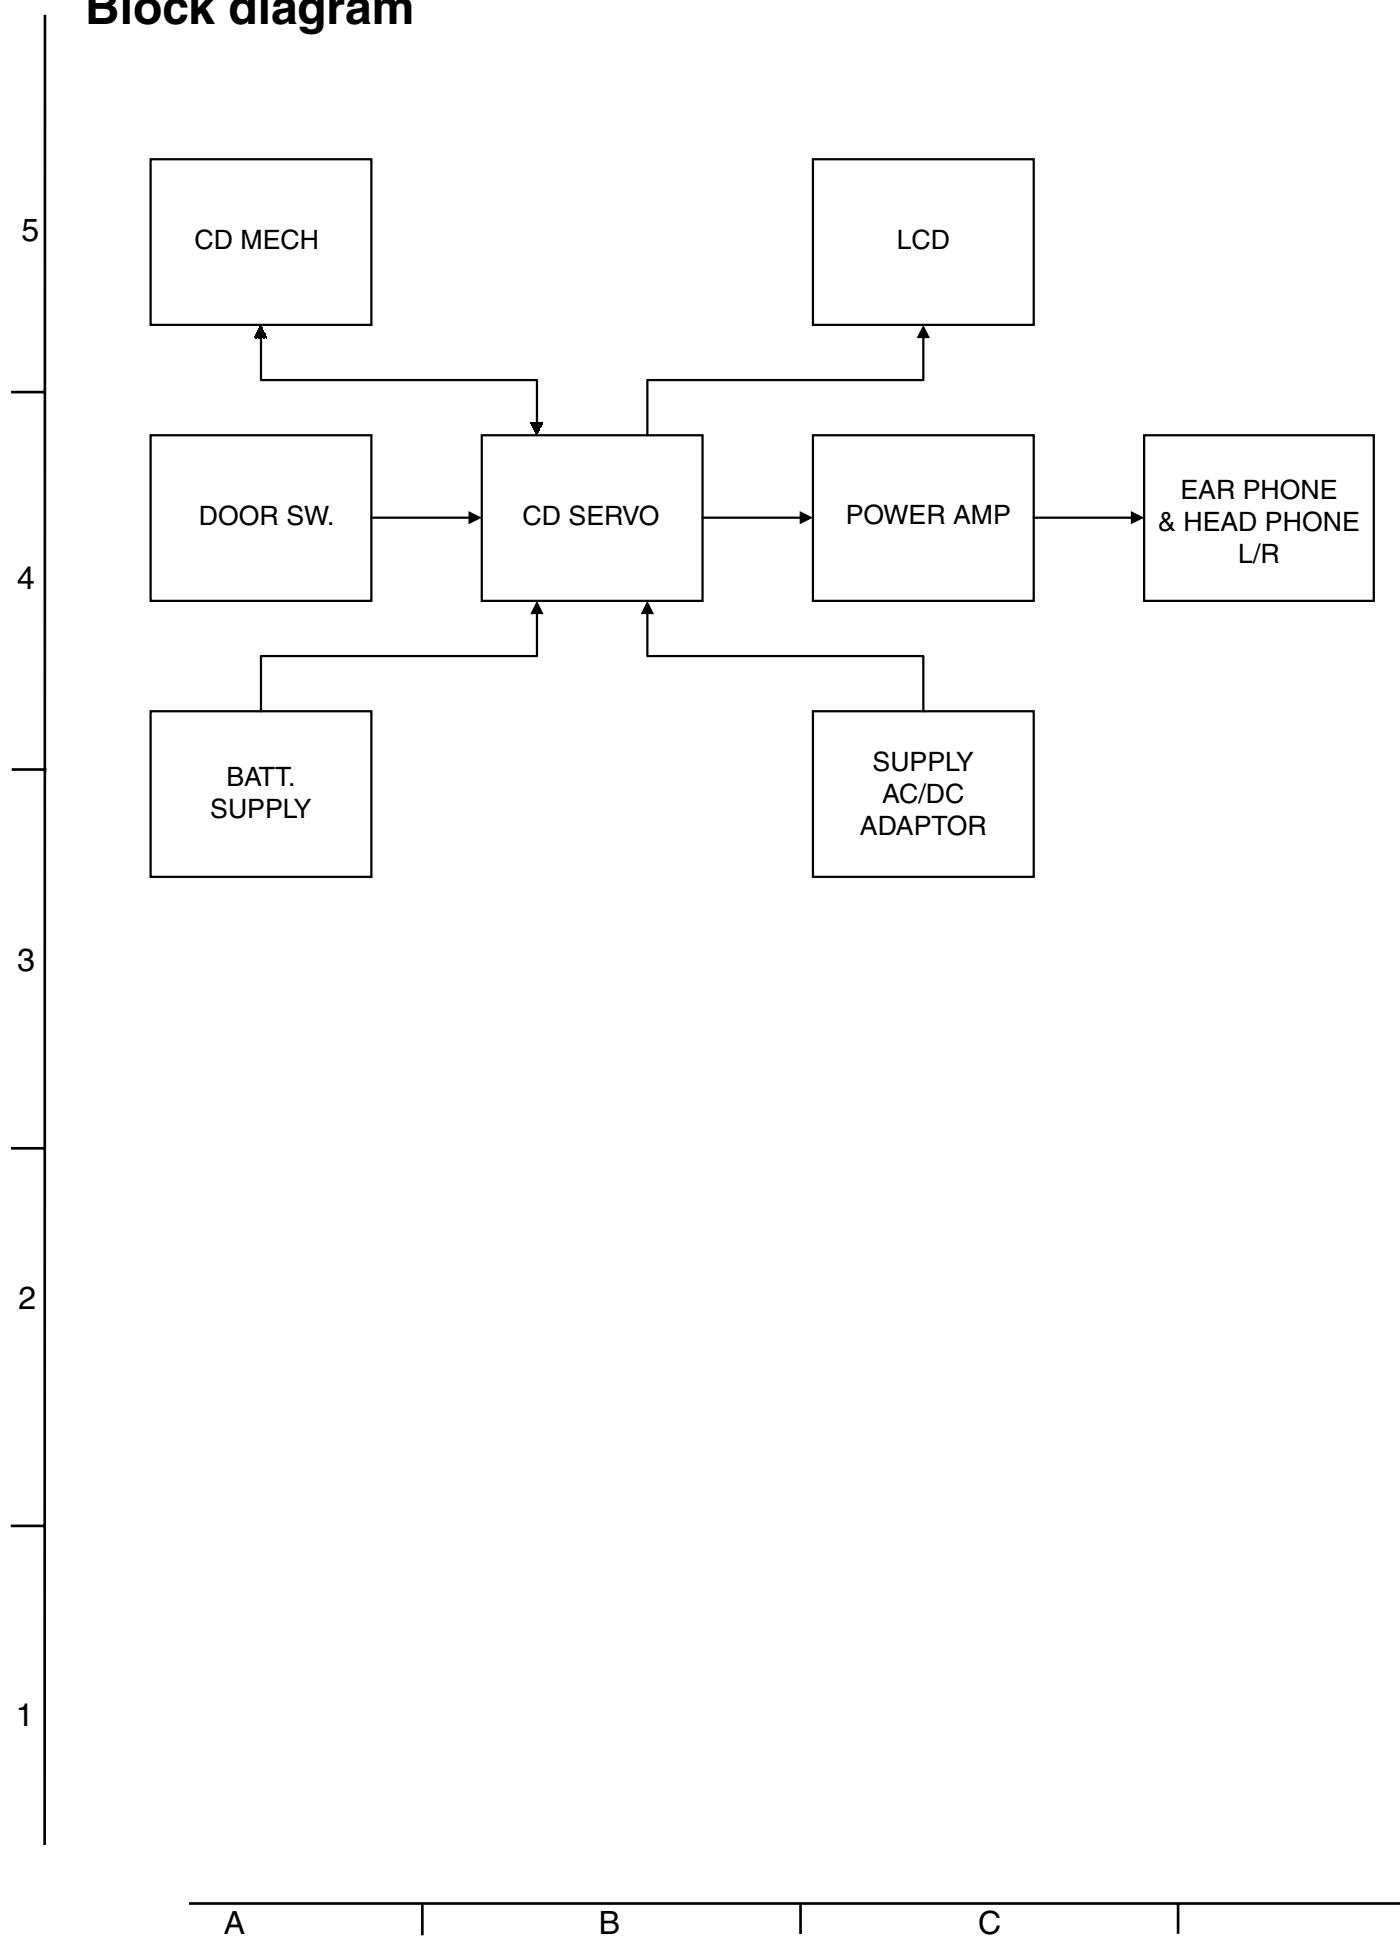 Block diagram
5
CD MECH
LCD
DOOR SW.
CD SERVO
POWER AMP
EAR PHONE
& HEAD PHONE
L/R
4
BATT.
SUPPLY
SUPPLY
AC/DC
ADAPTOR
3
2
1
A
B
C